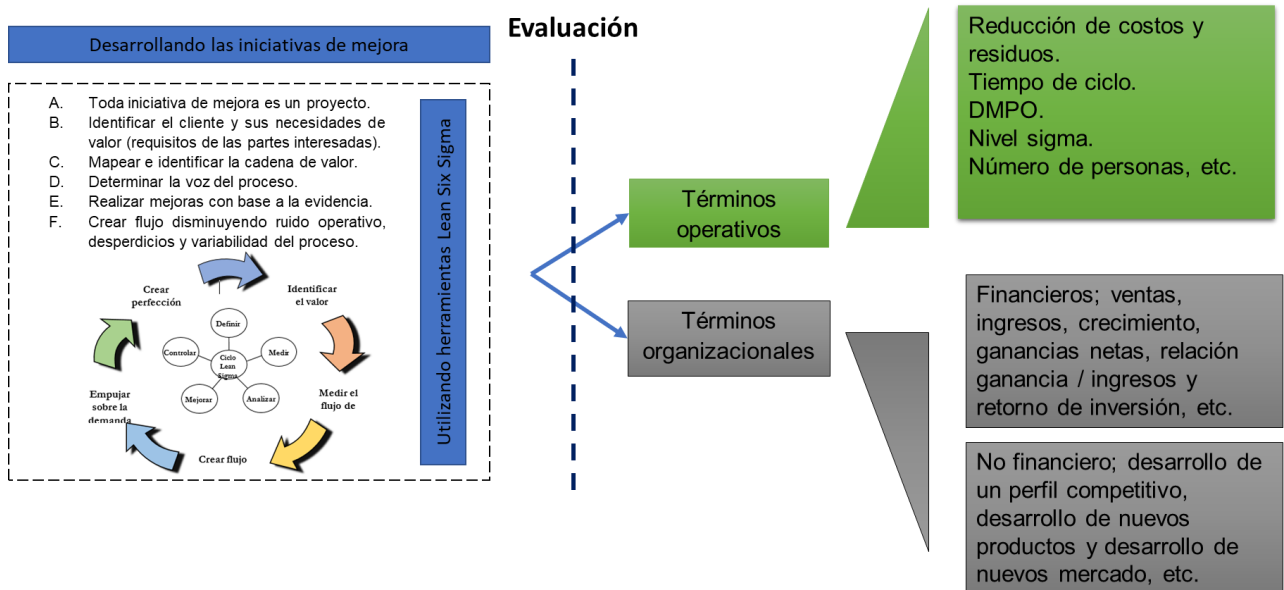 Desarrollando las iniciativas de mejora
A. Toda iniciativa de mejora es un proyecto.
B. Identificar el cliente y sus necesidades de
valor (requisitos de las partes interesadas).
C. Mapear e identificar la cadena de valor.
D. Determinar la voz del proceso.
E. Realizar mejoras con base a la evidencia.
F. Crear flujo disminuyendo ruido operativo,
desperdicios y variabilidad del proceso.
Crear
perfección
Identificar
el valor
Medir el
flujo de
Crear flujo
Empujar
sobre la
demanda
Definir
Medir
Analizar
Mejorar
Controlar
Ciclo
Lean
Sigma
Utilizando herramientas Lean Six Sigma
Evaluación
Términos
operativos
Términos
organizacionales
Reducción de costos y
residuos.
Tiempo de ciclo.
DMPO.
Nivel sigma.
Número de personas, etc.
Financieros; ventas,
ingresos, crecimiento,
ganancias netas, relación
ganancia / ingresos y
retorno de inversión, etc.
No financiero; desarrollo de
un perfil competitivo,
desarrollo de nuevos
productos y desarrollo de
nuevos mercado, etc.